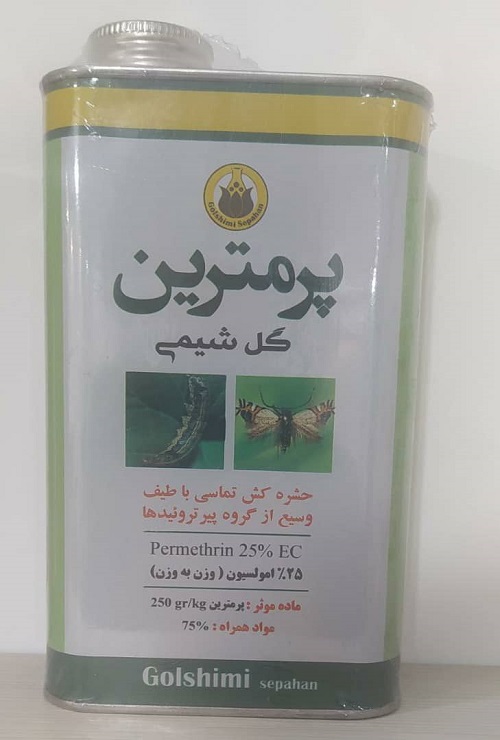 Golshimi Sepahan
پرمترین
گل شیمی
حشره کش تماسی با طیف
وسیع از گروه پیرتروئیدها
Permethrin 25% EC
۲۵٪ امولسیون ( وزن به وزن)
ماده موثر : پرمترین 250 gr/kg
مواد همراه : 75%
Golshimi sepahan